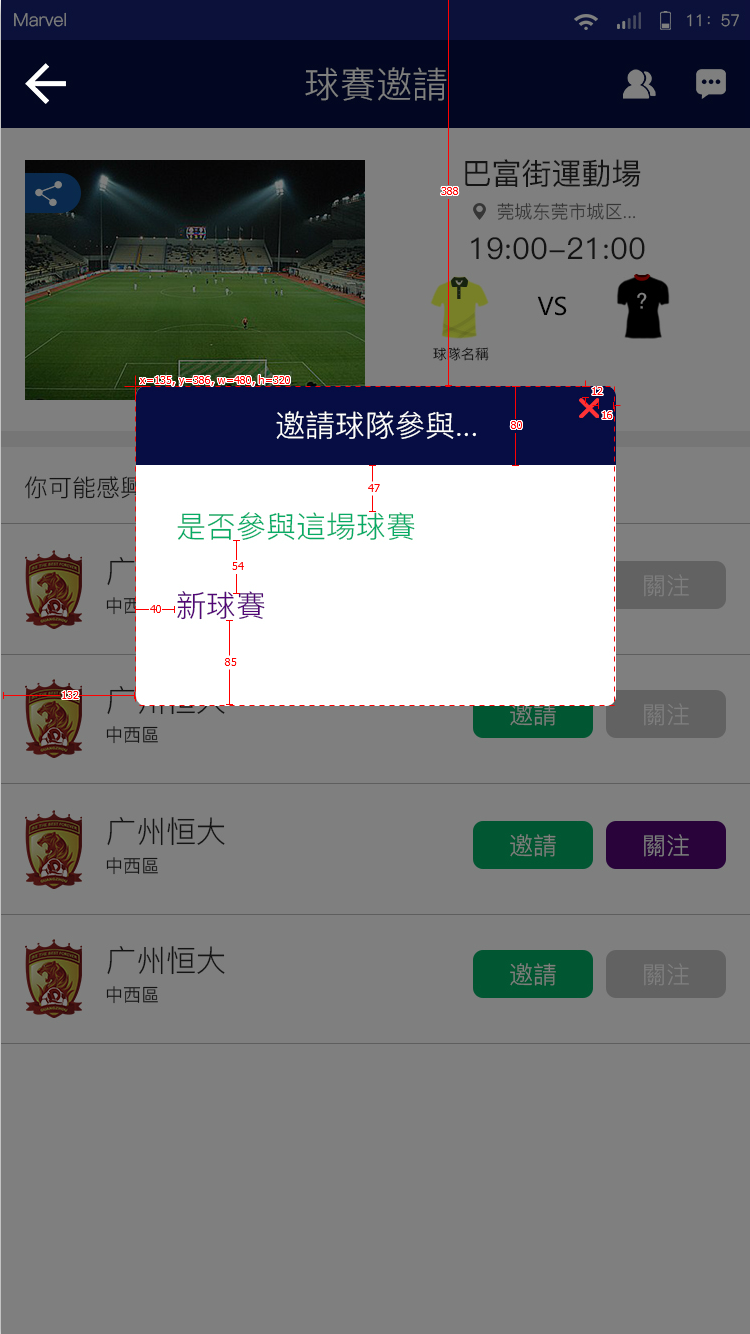 Marvel
11: 57
球賽邀請
388
巴富街運動場
莞城东莞市城区...
19:00-21:00
VS
?
球隊名稱
x=135, y=386, w=480, h=320
12
16
邀請球隊參與...
80
47
你可能感興
是否參與這場球賽
54
广
關注
中西
40
新球賽
85
132
广州恒大
邀請
關注
中西區
广州恒大
邀請
關注
中西區
广州恒大
邀請
關注
中西區